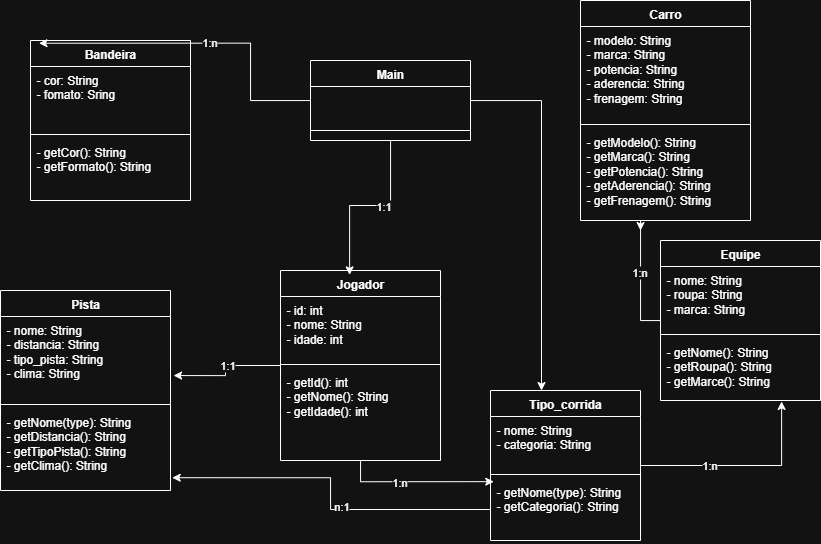 Carro
- modelo: String
- marca: String
- potencia: String
- aderencia: String
- frenagem: String
- getModelo(): String
- getMarca(): String
- getPotencia(): String
- getAderencia(): String
- getFrenagem(): String
1:n
Bandeira
- cor: String
- fomato: Sring
- getCor(): String
- getFormato(): String
Main
1:1
1:n
Equipe
- nome: String
- roupa: String
- marca: String
- getNome(): String
- getRoupa(): String
- getMarce(): String
Jogador
- id: int
- nome: String
- idade: int
- getId(): int
- getNome(): String
- getIdade(): int
Pista
- nome: String
- distancia: String
- tipo_pista: String
- clima: String
- getNome(type): String
- getDistancia(): String
- getTipoPista(): String
- getClima(): String
1:1
Tipo_corrida
- nome: String
- categoria: String
- getNome(type): String
- getCategoria(): String
1:n
1:n
n:1